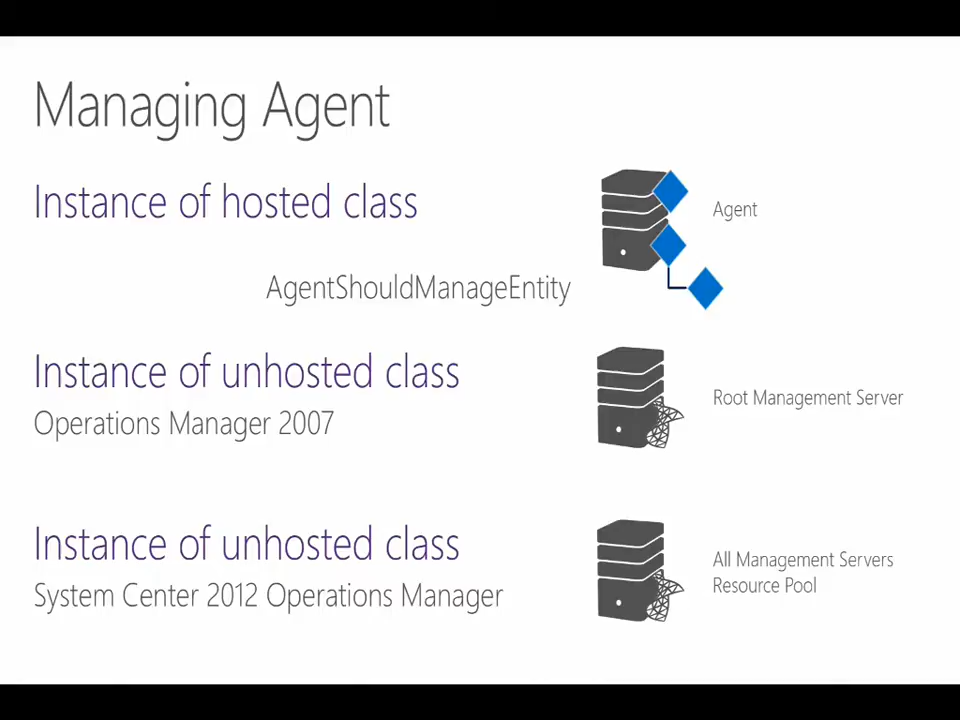 Managing Agent
Instance of hosted class
Agent
AgentShouldManageEntity
Instance of unhosted class
Operations Manager 2007
Root Management Server
Instance of unhosted class
System Center 2012 Operations Manager
All Management Servers
Resource Pool